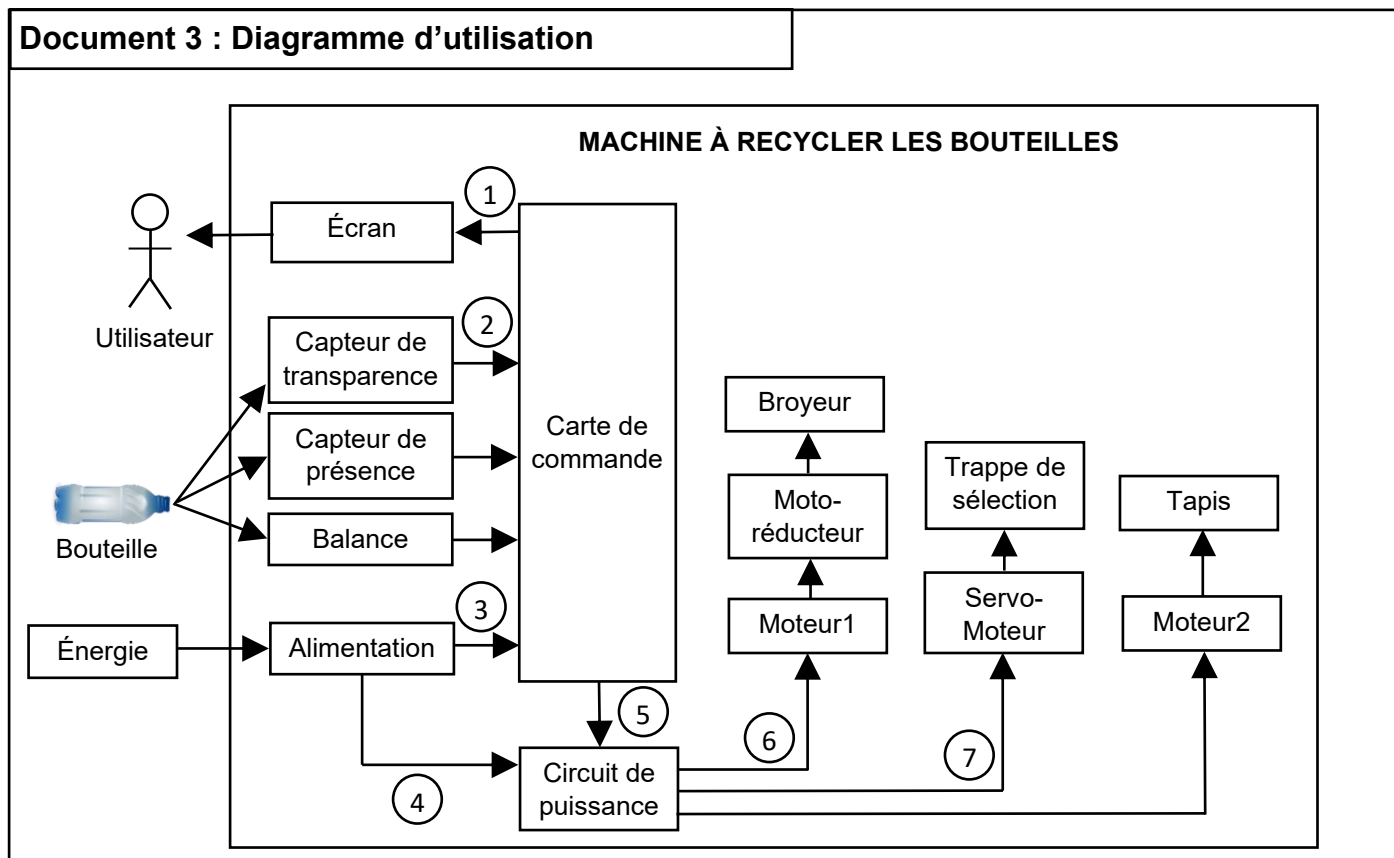 Document 3 : Diagramme d’utilisation
MACHINE À RECYCLER LES BOUTEILLES
1
Écran
Utilisateur
2
Capteur de
transparence
Capteur de
présence
Balance
Bouteille
Carte de
commande
3
Énergie
Alimentation
4
5
Circuit de
puissance
6
7
Broyeur
Moto-
réducteur
Moteur1
Trappe de
sélection
Servo-
Moteur
Tapis
Moteur2